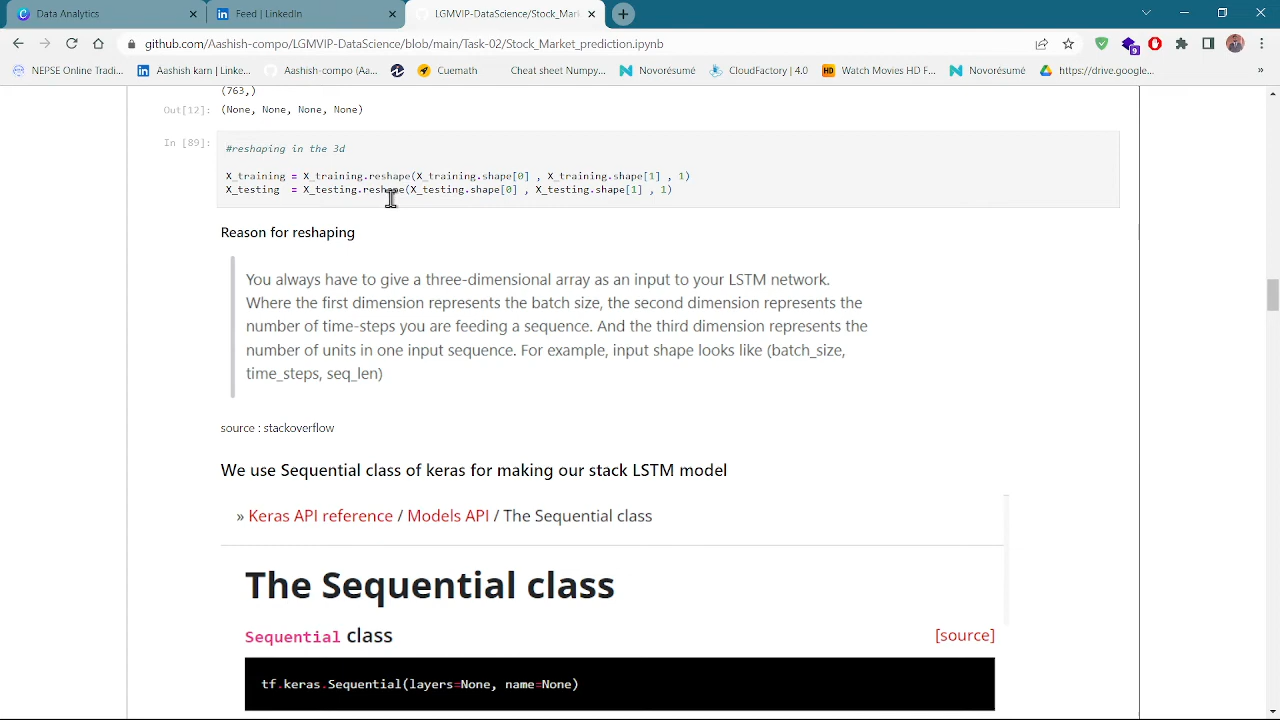 Data Analytics
Feed | LinkedIn
LGMVIP-DataScience/Stock_Mar
github.com/Aashish-compo/LGMVIP-DataScience/blob/main/Task-02/Stock_Market_prediction.ipynb
9
NEPSE Online Tradi...
Aashish karn | Linke...
Aashish-compo (Aa...
Cuemath
Cheat sheet Numpy...
Novorésumé
CloudFactory | 4.0
HD
Watch Movies HD F...
Novorésumé
https://drive.google...
»
(763,)
Out[12]: (None, None, None, None)
In [89]:
#reshaping in the 3d
X_training = X_training.reshape(X_training.shape[0] , X_training.shape[1] , 1)
X_testing  = X_testing.reshape(X_testing.shape[0] , X_testing.shape[1] , 1)
Reason for reshaping
You always have to give a three-dimensional array as an input to your LSTM network.
Where the first dimension represents the batch size, the second dimension represents the
number of time-steps you are feeding a sequence. And the third dimension represents the
number of units in one input sequence. For example, input shape looks like (batch_size,
time_steps, seq_len)
source : stackoverflow
We use Sequential class of keras for making our stack LSTM model
» Keras API reference / Models API / The Sequential class
The Sequential class
Sequential class
[source]
tf.keras.Sequential(layers=None, name=None)